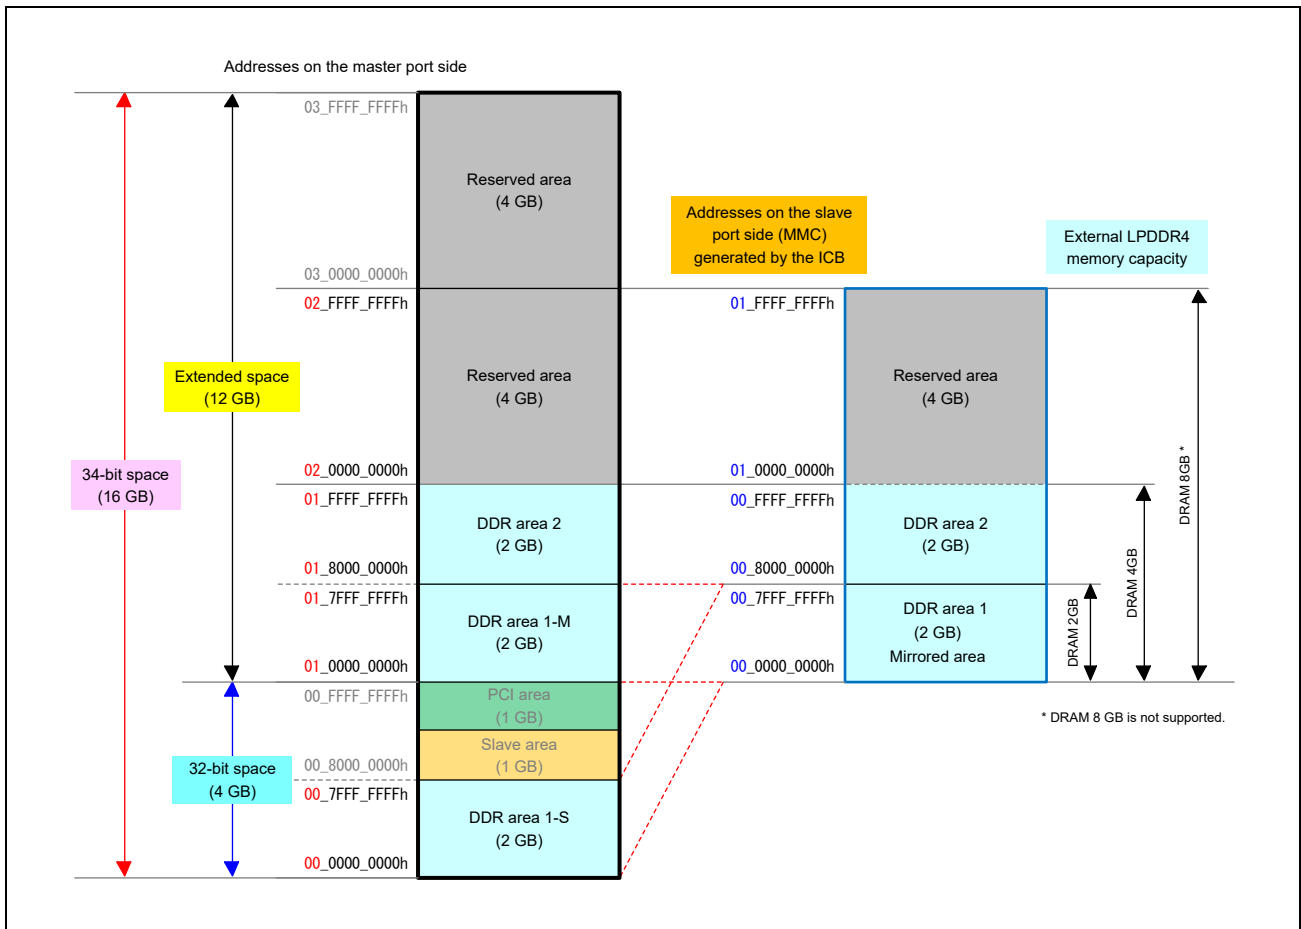 Addresses on the master port side
03_FFFF_FFFFh
Reserved area
(4 GB)
03_0000_0000h
02_FFFF_FFFFh
Reserved area
(4 GB)
02_0000_0000h
01_FFFF_FFFFh
DDR area 2
(2 GB)
01_8000_0000h
01_7FFF_FFFFh
DDR area 1-M
(2 GB)
01_0000_0000h
00_FFFF_FFFFh
PCI area
(1 GB)
Slave area
(1 GB)
00_8000_0000h
00_7FFF_FFFFh
DDR area 1-S
(2 GB)
00_0000_0000h
Extended space
(12 GB)
34-bit space
(16 GB)
32-bit space
(4 GB)
Addresses on the slave
port side (MMC)
generated by the ICB
01_FFFF_FFFFh
Reserved area
(4 GB)
01_0000_0000h
00_FFFF_FFFFh
DDR area 2
(2 GB)
00_8000_0000h
00_7FFF_FFFFh
DDR area 1
(2 GB)
Mirrored area
00_0000_0000h
External LPDDR4
memory capacity
DRAM 2GB
DRAM 4GB
DRAM 8GB *
* DRAM 8 GB is not supported.